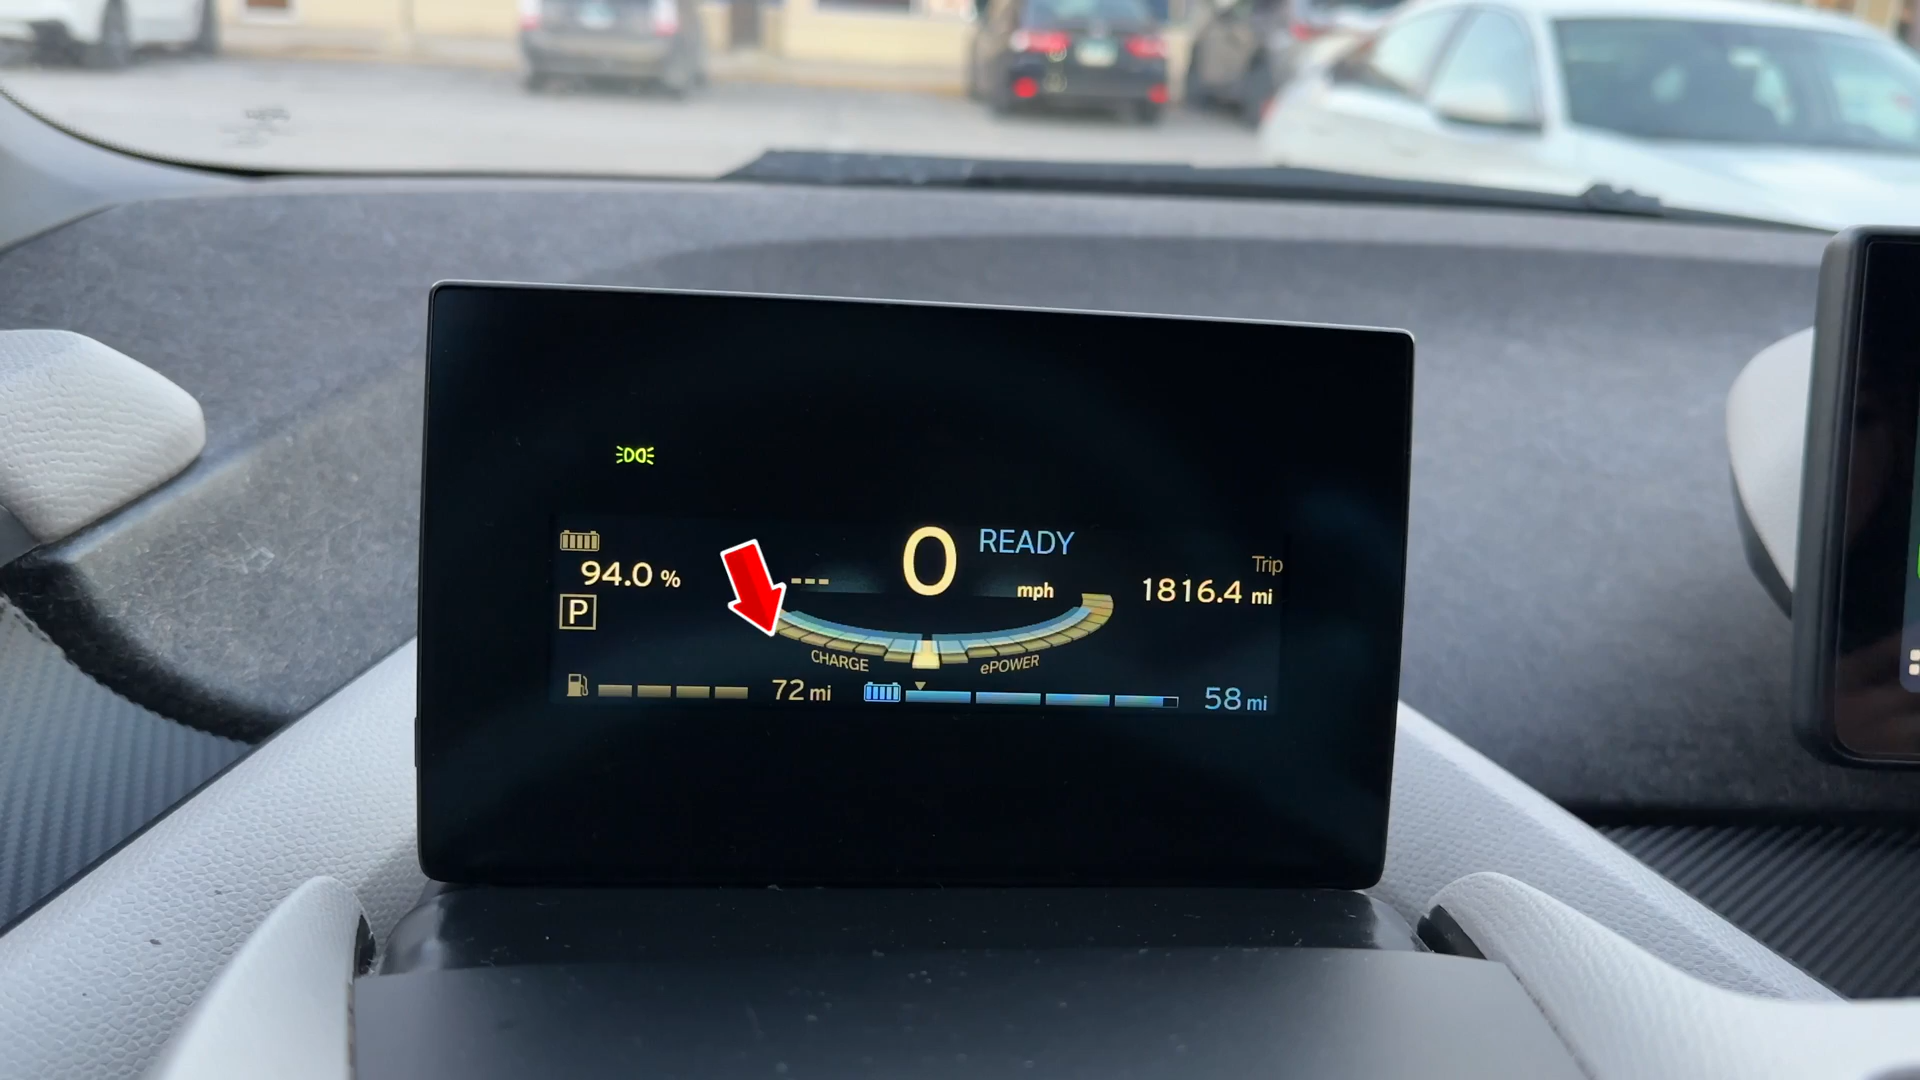 READY
0
mph
94.0 %
P
---
Trip
1816.4 mi
CHARGE
ePOWER
72 mi
58 mi